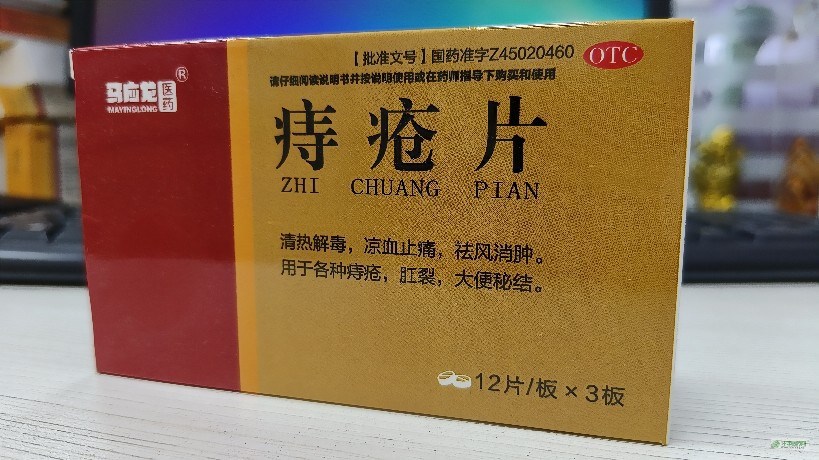 【批准文号】国药准字Z45020460
OTC
请仔细阅读说明书并按说明使用或在药师指导下购买和使用
马应龙 医药 ®
MAYINGLONG
痔疮片
ZHI CHUANG PIAN
清热解毒，凉血止痛，祛风消肿。
用于各种痔疮，肛裂，大便秘结。
12片/板×3板